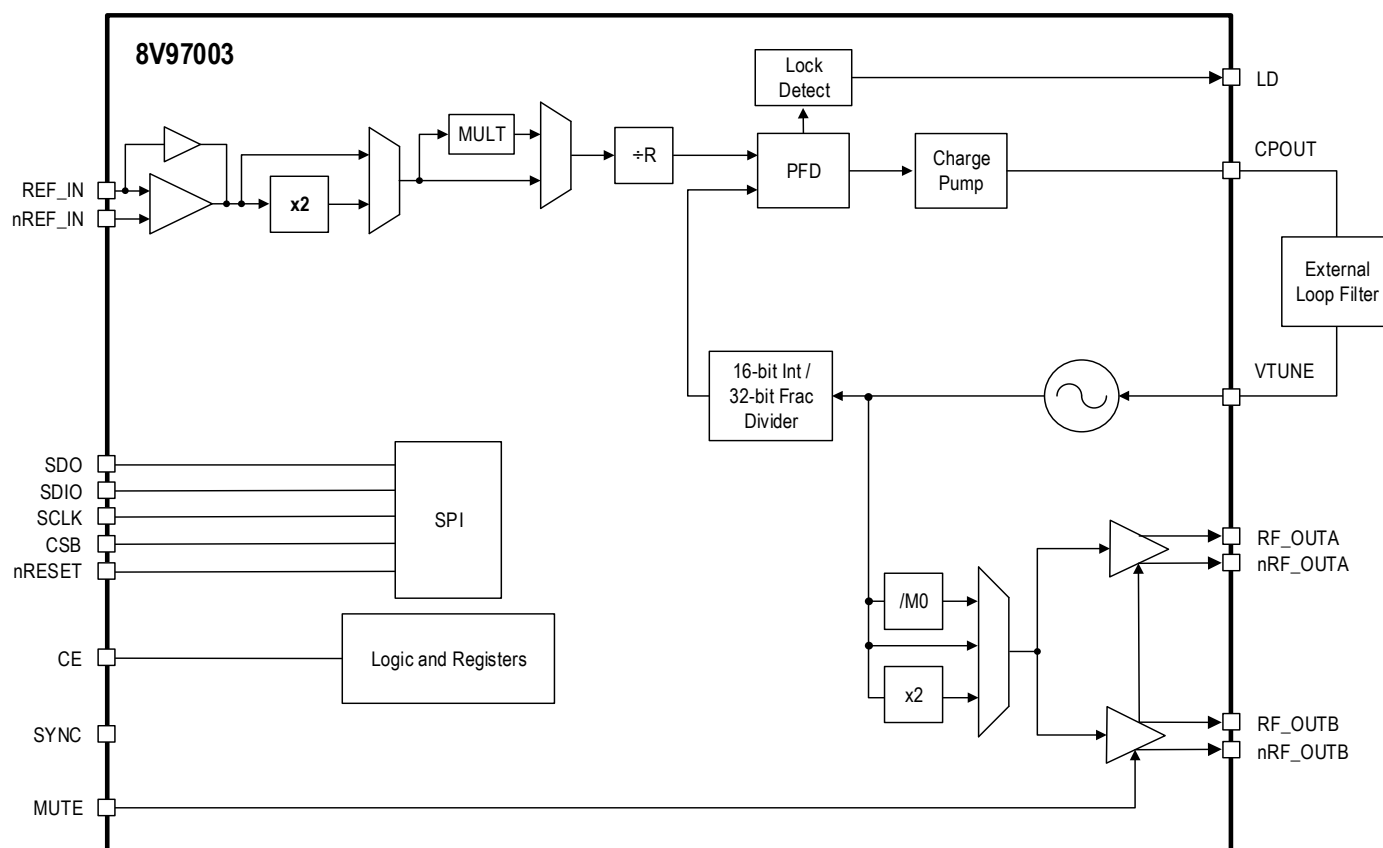 8V97003
Lock
Detect
LD
MULT
÷R
PFD
Charge
Pump
CPOUT
REF_IN
nREF_IN
x2
External
Loop Filter
16-bit Int /
32-bit Frac
Divider
VTUNE
SDO
SDIO
SCLK
CSB
nRESET
SPI
RF_OUTA
nRF_OUTA
/M0
CE
Logic and Registers
x2
SYNC
RF_OUTB
nRF_OUTB
MUTE